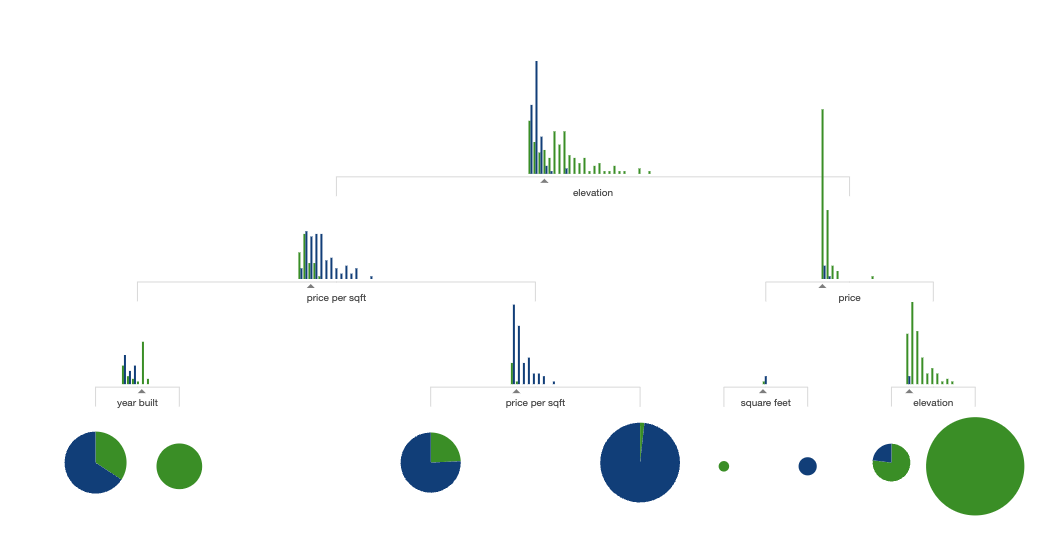 elevation
price per sqft
price
year built
price per sqft
square feet
elevation